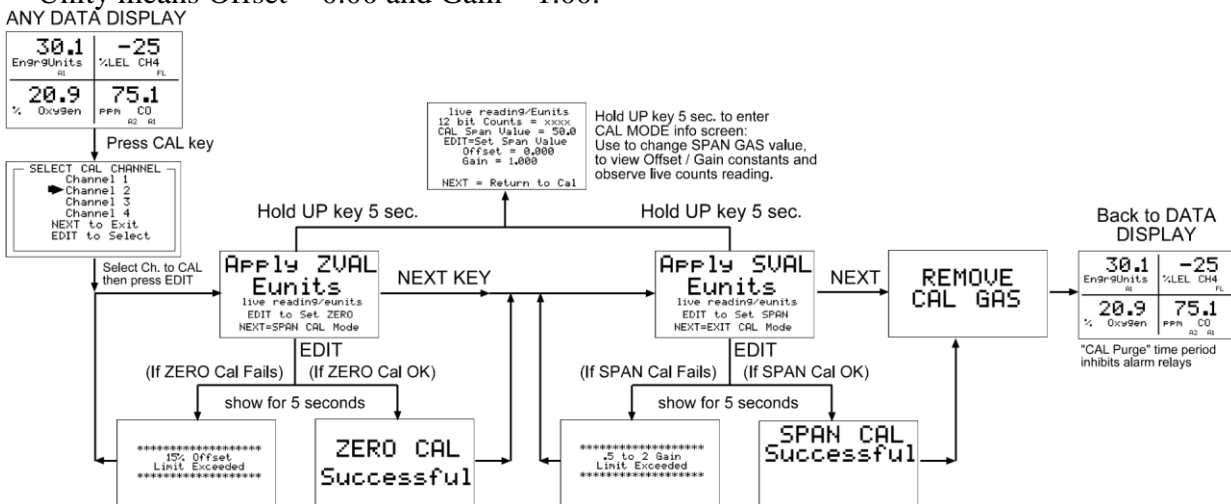 Unity means Offset = 0.00 and Gain = 1.00.
ANY DATA DISPLAY
30.1 -25
EngrgUnits %LEL CH4
A1 FL
20.9 75.1
% Oxygen PPM CO
A2 A1
Press CAL key
SELECT CAL CHANNEL
Channel 1
Channel 2
Channel 3
Channel 4
NEXT to Exit
EDIT to Select
Select Ch. to CAL
then press EDIT
live reading/Eunits
12 bit Counts = xxxx
CAL Span Value = 50.0
EDIT=Set Span Value
Offset = 0.000
Gain = 1.000
NEXT = Return to Cal
Hold UP key 5 sec. to enter
CAL MODE info screen:
Use to change SPAN GAS value,
to view Offset / Gain constants and
observe live counts reading.
Hold UP key 5 sec.
Hold UP key 5 sec.
Apply ZVAL
Eunits
live reading/eunits
EDIT to Set ZERO
NEXT=SPAN CAL Mode
NEXT KEY
Apply SVAL
Eunits
live reading/eunits
EDIT to Set SPAN
NEXT=EXIT CAL Mode
NEXT
REMOVE
CAL GAS
Back to DATA
DISPLAY
30.1 -25
EngrgUnits %LEL CH4
A1 FL
20.9 75.1
% Oxygen PPM CO
A2 A1
"CAL Purge" time period
inhibits alarm relays
EDIT
(If ZERO Cal Fails) (If ZERO Cal OK)
show for 5 seconds
******************
15% Offset
Limit Exceeded
******************
ZERO CAL
Successful
EDIT
(If SPAN Cal Fails) (If SPAN Cal OK)
show for 5 seconds
******************
.5 to 2 Gain
Limit Exceeded
******************
SPAN CAL
Successful